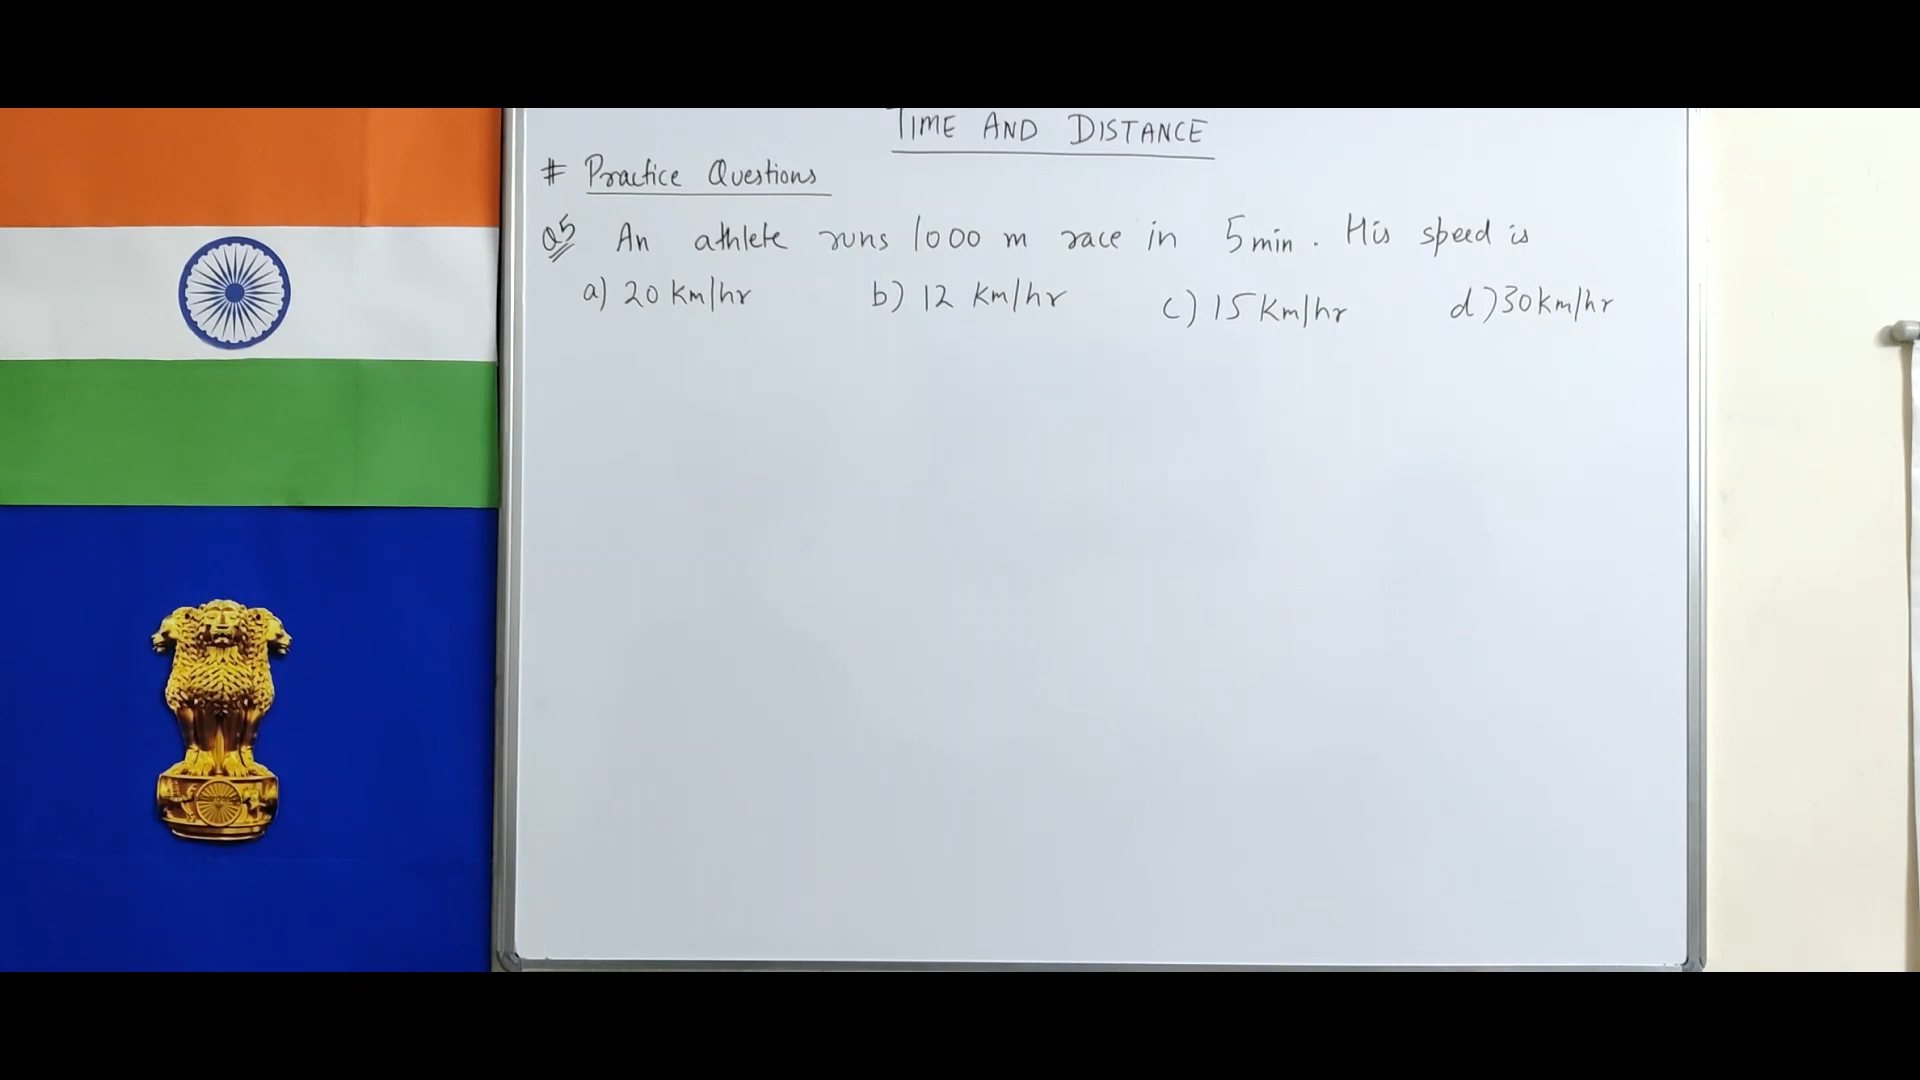 TIME AND DISTANCE
# Practice Questions
Q5 An athlete runs 1000 m race in 5 min. His speed is
a) 20 Km/hr b) 12 Km/hr c) 15 Km/hr d) 30 km/hr